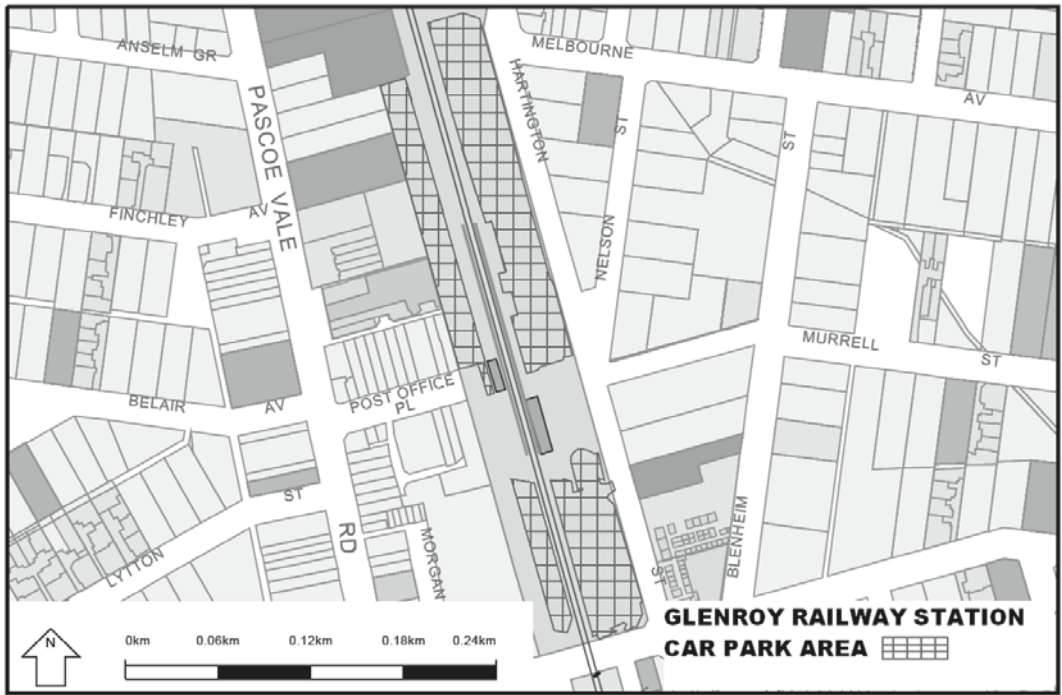 ANSELM GR
MELBOURNE
AV
HARTINGTON
ST
PASCOE VALE
RD
ST
ST
NELSON
FINCHLEY
AV
MURRELL
ST
BELAIR
AV
POST OFFICE
PL
LYTTON
ST
MORGAN
BLENHEIM
N
0km 0.06km 0.12km 0.18km 0.24km
GLENROY RAILWAY STATION
CAR PARK AREA